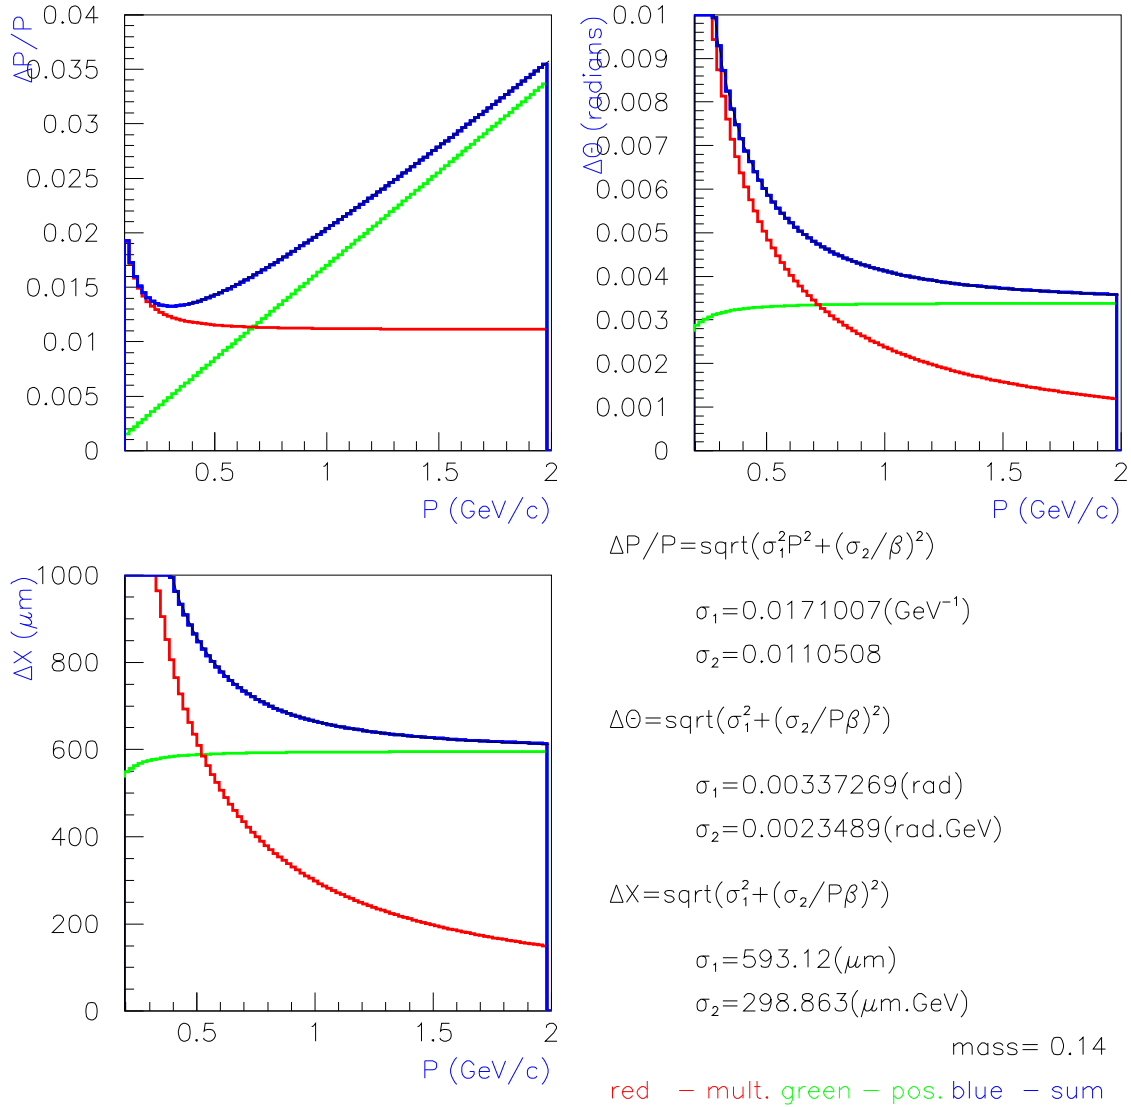 ΔP/P
0.04
0.035
0.03
0.025
0.02
0.015
0.01
0.005
0
0.5
1
1.5
2
P (GeV/c)
ΔΘ (radians)
0.01
0.009
0.008
0.007
0.006
0.005
0.004
0.003
0.002
0.001
0
0.5
1
1.5
2
P (GeV/c)
ΔX (μm)
1000
800
600
400
200
0
0.5
1
1.5
2
P (GeV/c)
ΔP/P=sqrt(σ₁²P²+(σ₂/β)²)
σ₁=0.0171007(GeV⁻¹)
σ₂=0.0110508
ΔΘ=sqrt(σ₁²+(σ₂/Pβ)²)
σ₁=0.00337269(rad)
σ₂=0.0023489(rad.GeV)
ΔX=sqrt(σ₁²+(σ₂/Pβ)²)
σ₁=593.12(μm)
σ₂=298.863(μm.GeV)
mass= 0.14
red – mult. green – pos. blue – sum